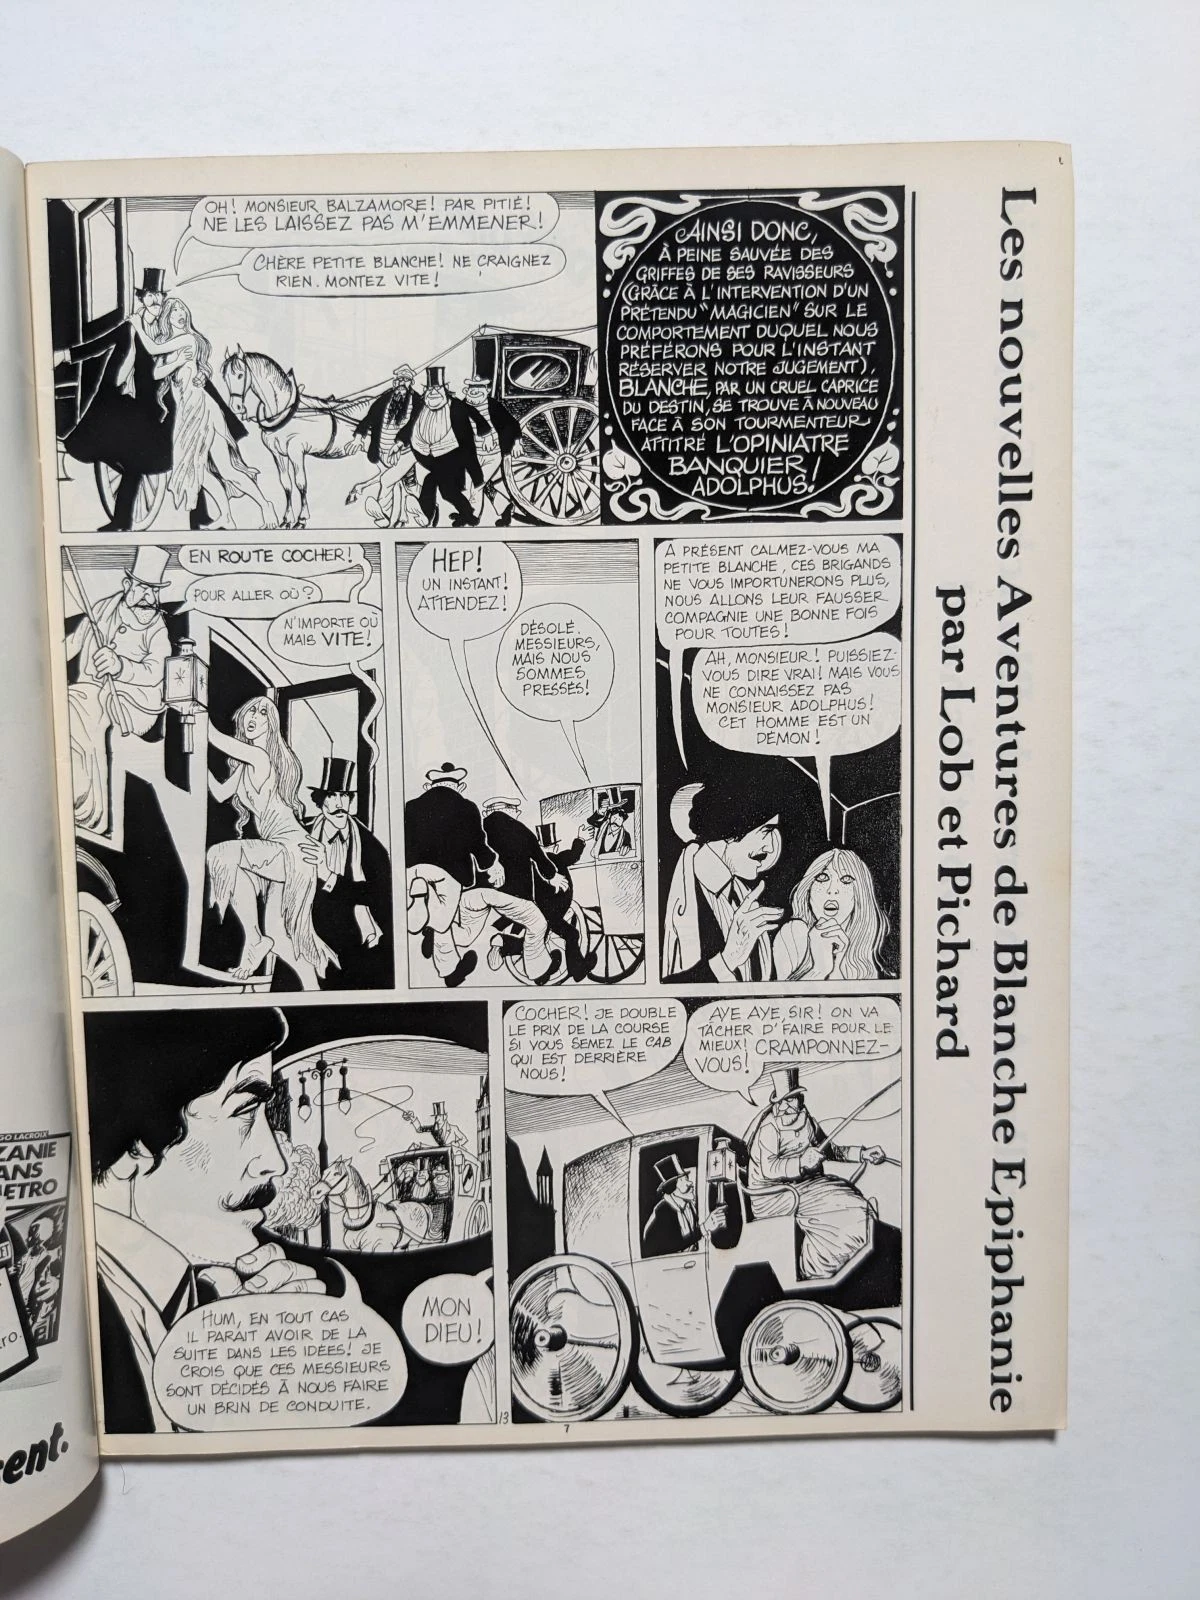 OH! MONSIEUR BALZAMORE! PAR PITIÉ!
NE LES LAISSEZ PAS M'EMMENER!
CHÈRE PETITE BLANCHE! NE CRAIGNEZ
RIEN. MONTEZ VITE!
AINSI DONC,
À PEINE SAUVÉE DES
GRIFFES DE SES RAVISSEURS
(GRÂCE À L'INTERVENTION D'UN
PRÉTENDU "MAGICIEN" SUR LE
COMPORTEMENT DUQUEL NOUS
PRÉFÉRONS POUR L'INSTANT
RÉSERVER NOTRE JUGEMENT),
BLANCHE, PAR UN CRUEL CAPRICE
DU DESTIN, SE TROUVE À NOUVEAU
FACE À SON TOURMENTEUR
ATTITRÉ L'OPINIATRE
BANQUIER
ADOLPHUS!
EN ROUTE COCHER!
POUR ALLER OÙ?
N'IMPORTE OÙ
MAIS VITE!
HEP!
UN INSTANT!
ATTENDEZ!
DÉSOLÉ.
MESSIEURS,
MAIS NOUS
SOMMES
PRESSÉS!
A PRÉSENT CALMEZ-VOUS MA
PETITE BLANCHE, CES BRIGANDS
NE VOUS IMPORTUNERONS PLUS,
NOUS ALLONS LEUR FAUSSER
COMPAGNIE UNE BONNE FOIS
POUR TOUTES!
AH, MONSIEUR! PUISSIEZ-
VOUS DIRE VRAI! MAIS VOUS
NE CONNAISSEZ PAS
MONSIEUR ADOLPHUS!
CET HOMME EST UN
DÉMON!
HUM, EN TOUT CAS
IL PARAIT AVOIR DE LA
SUITE DANS LES IDÉES! JE
CROIS QUE CES MESSIEURS
SONT DÉCIDÉS À NOUS FAIRE
UN BRIN DE CONDUITE.
MON
DIEU!
COCHER! JE DOUBLE
LE PRIX DE LA COURSE
SI VOUS SEMEZ LE CAB
QUI EST DERRIÈRE
NOUS!
AYE AYE, SIR! ON VA
TÂCHER D'FAIRE POUR LE
MIEUX! CRAMPONNEZ-
VOUS!
13
7
Les nouvelles Aventures de Blanche Epiphanie
par Lob et Pichard
GO LACROIX
ZANIE
ANS
METRO
ET
tro.
cent.